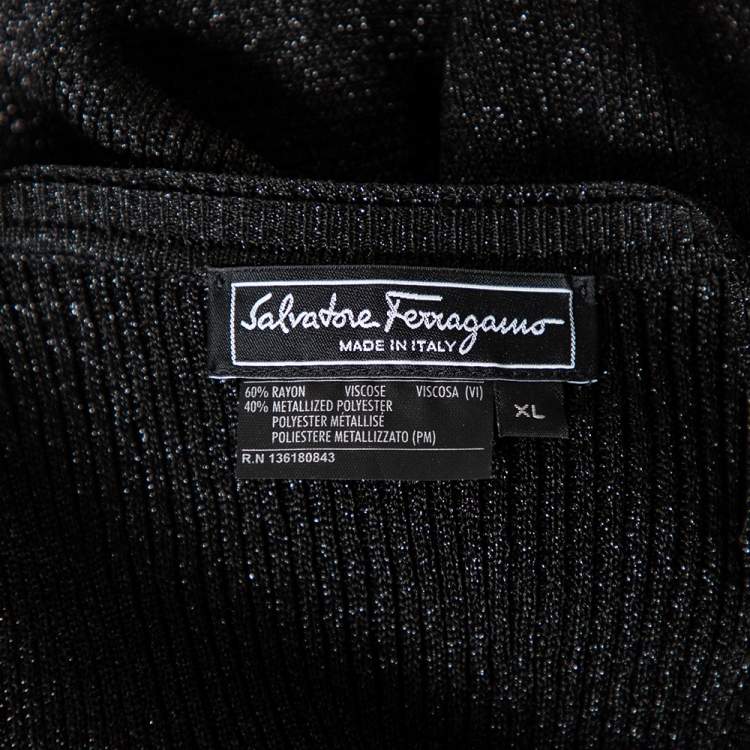 Salvatore Ferragamo
MADE IN ITALY
60% RAYON VISCOSE VISCOSA (VI)
40% METALLIZED POLYESTER
POLYESTER MÉTALLISÉ
POLIESTERE METALLIZZATO (PM)
R.N 136180843
XL